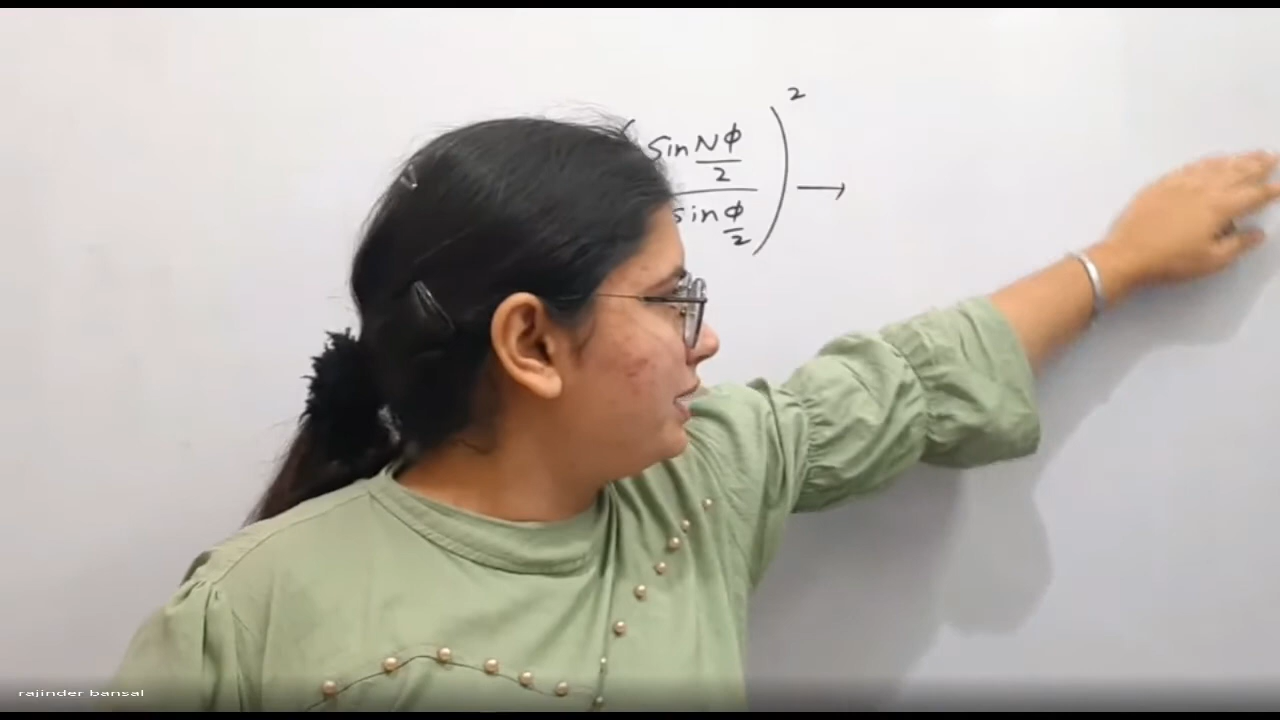 ( sin Nφ/2 / sin φ/2 )² →
rajinder bansal